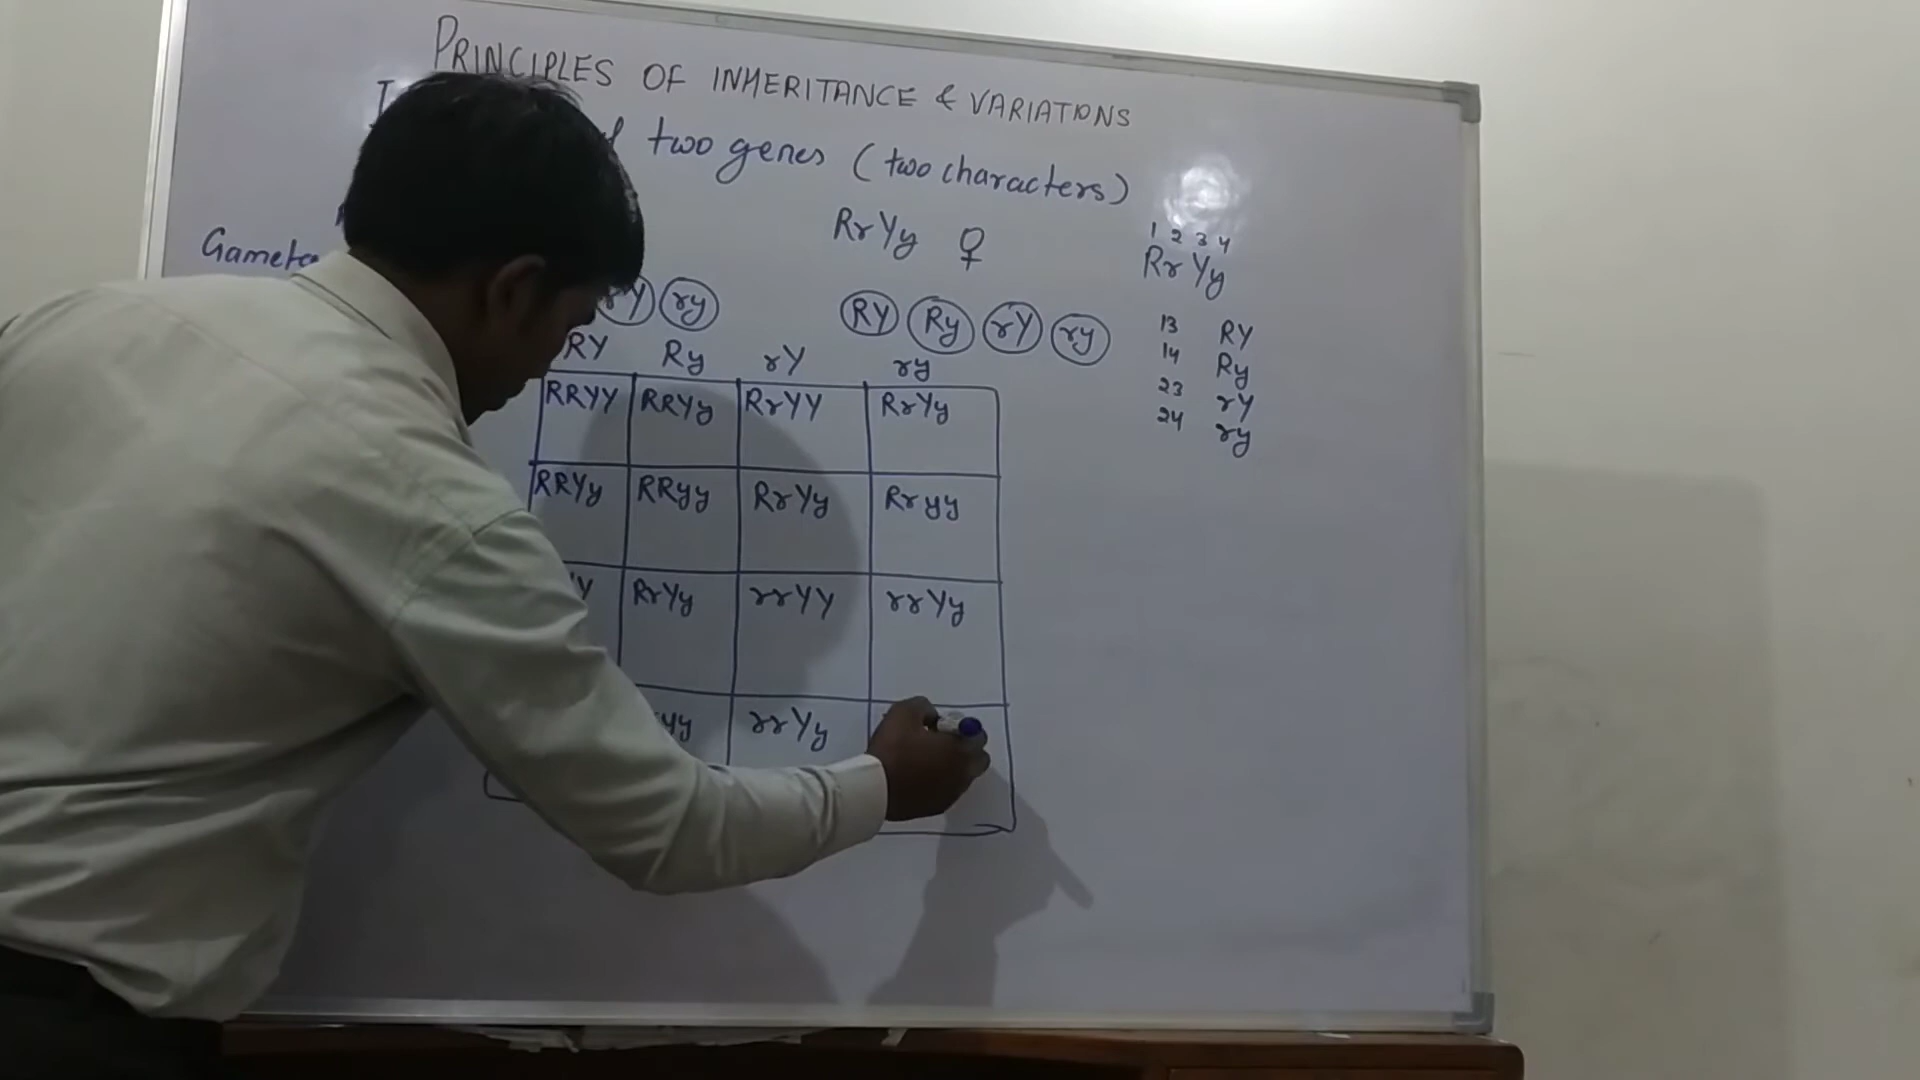 PRINCIPLES OF INHERITANCE & VARIATIONS
two genes (two characters)
RrYy ♀
1 2 3 4
RrYy
Gamete
rY ry
RY Ry rY ry
13 RY
14 Ry
23 rY
24 ry
RY Ry rY ry
RRYY RRYy RrYY RrYy
RRYy RRyy RrYy Rryy
Y RrYy rrYY rrYy
yy rrYy